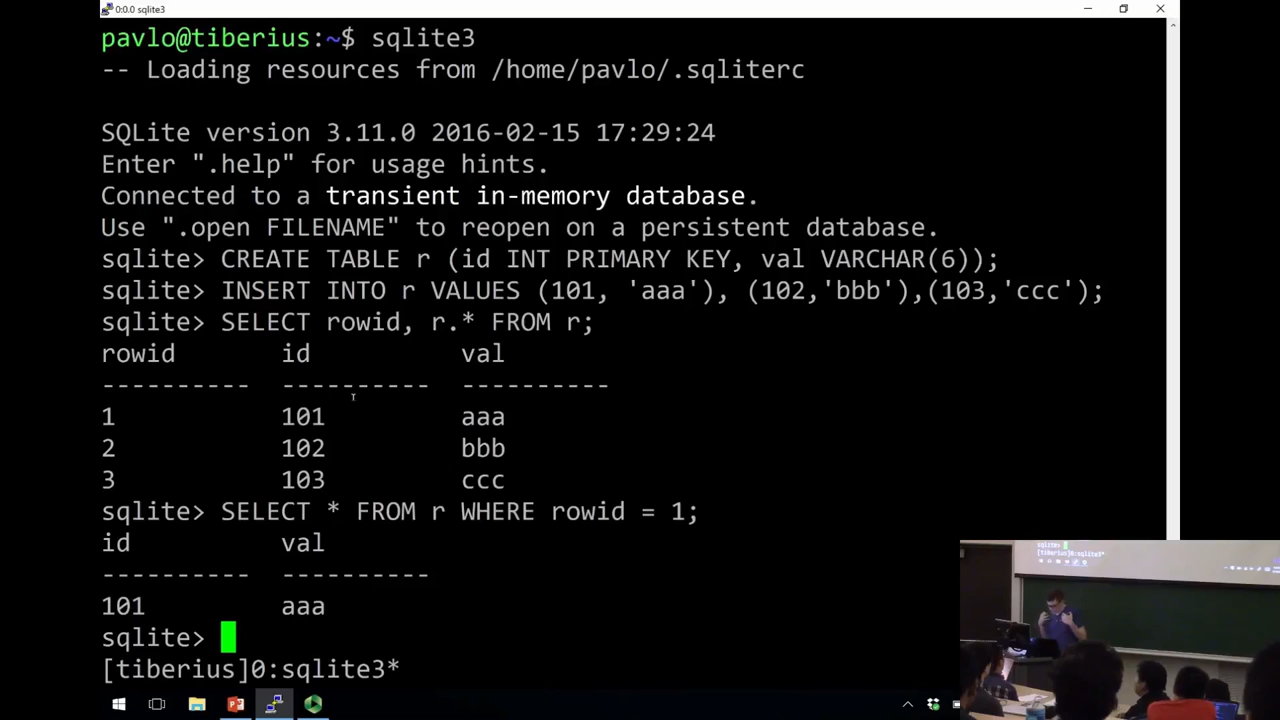 0:0.0 sqlite3
pavlo@tiberius:~$ sqlite3
-- Loading resources from /home/pavlo/.sqliterc
SQLite version 3.11.0 2016-02-15 17:29:24
Enter ".help" for usage hints.
Connected to a transient in-memory database.
Use ".open FILENAME" to reopen on a persistent database.
sqlite> CREATE TABLE r (id INT PRIMARY KEY, val VARCHAR(6));
sqlite> INSERT INTO r VALUES (101, 'aaa'), (102,'bbb'),(103,'ccc');
sqlite> SELECT rowid, r.* FROM r;
rowid id val
---------- ---------- ----------
1 101 aaa
2 102 bbb
3 103 ccc
sqlite> SELECT * FROM r WHERE rowid = 1;
id val
---------- ----------
101 aaa
sqlite>
[tiberius]0:sqlite3*
sqlite>
[tiberius]0:sqlite3*